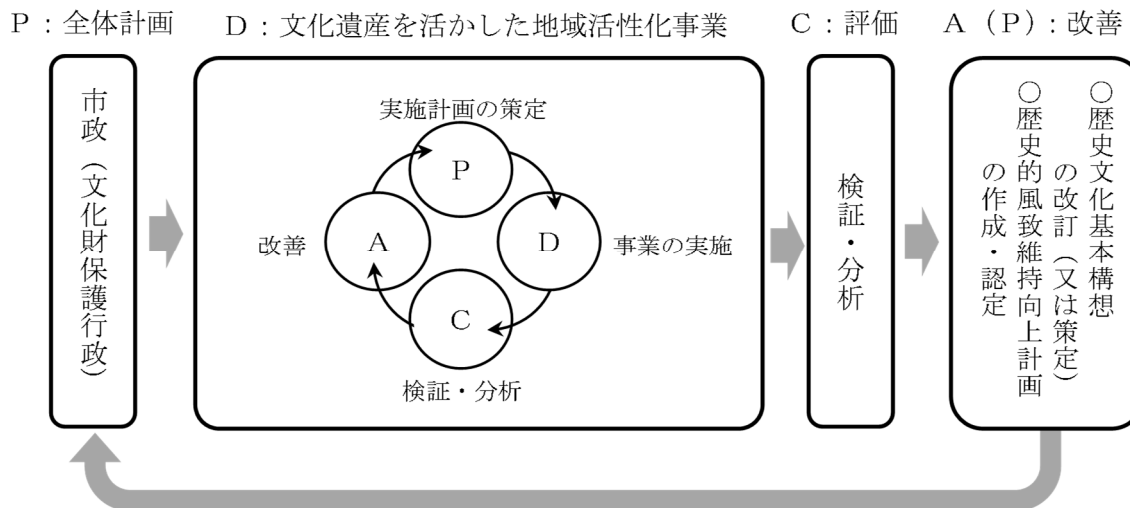 P：全体計画
D：文化遺産を活かした地域活性化事業
C：評価
A（P）：改善
市政（文化財保護行政）
実施計画の策定
P
A
D
C
改善
事業の実施
検証・分析
検証・分析
○歴史文化基本構想
の改訂（又は策定）
○歴史的風致維持向上計画
の作成・認定